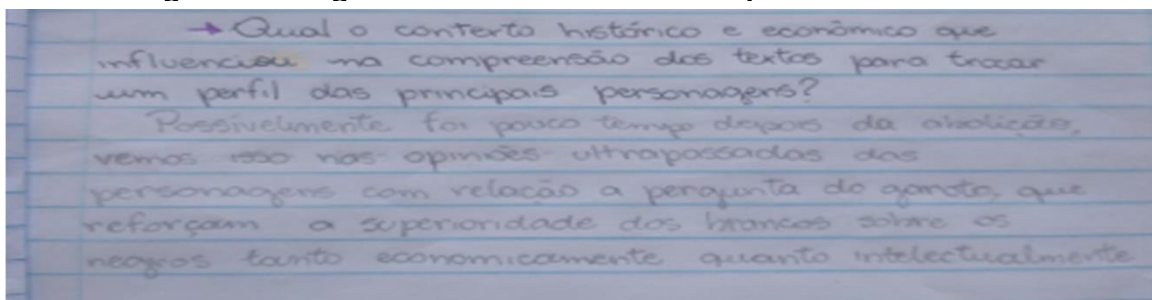 → Qual o contexto histórico e econômico que
influenciou na compreensão dos textos para traçar
um perfil das principais personagens?
Possivelmente foi pouco tempo depois da abolição,
vemos isso nas opiniões ultrapassadas das
personagens com relação a pergunta do garoto, que
reforçam a superioridade dos brancos sobre os
negros tanto economicamente quanto intelectualmente